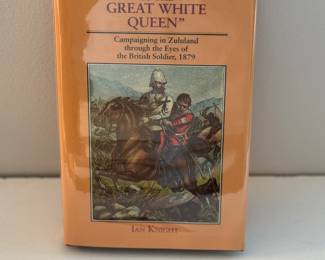 GREAT WHITE
QUEEN"
Campaigning in Zululand
through the Eyes of
the British Soldier, 1879
IAN KNIGHT